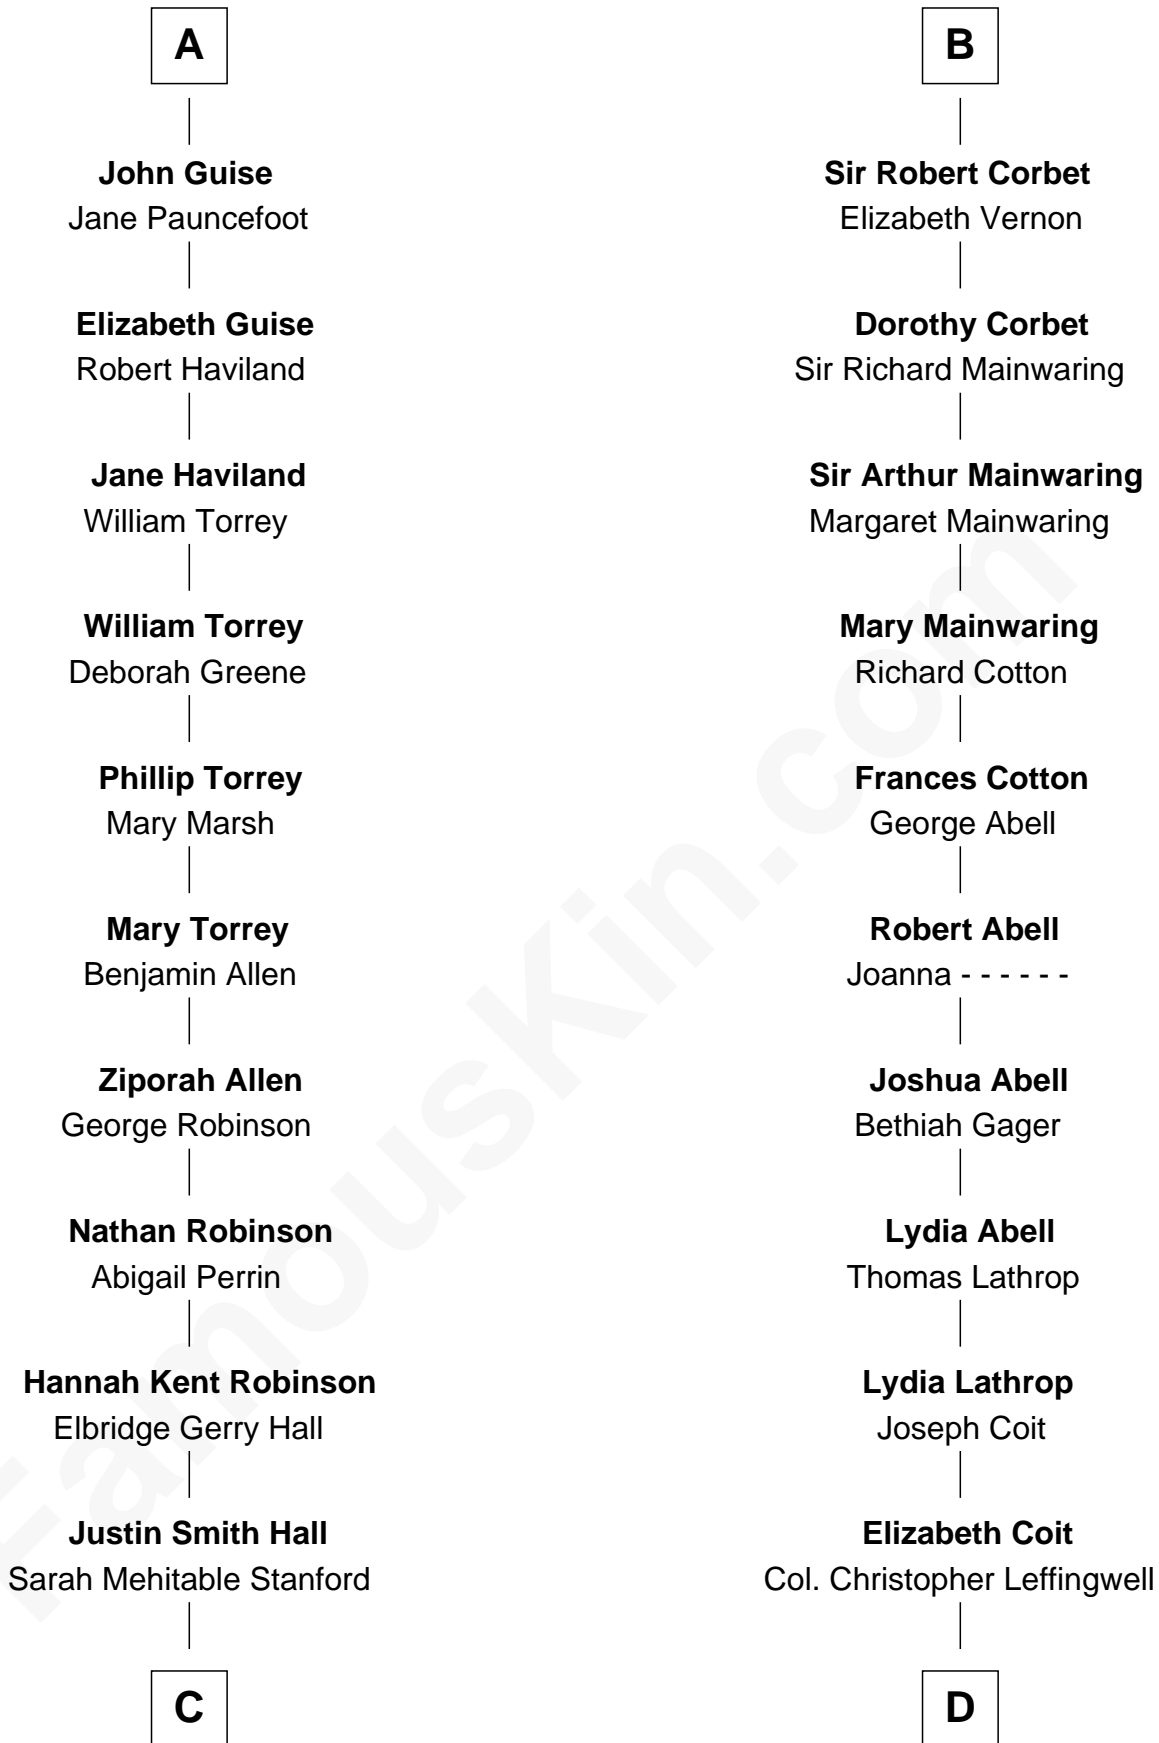 A
John Guise
Jane Pauncefoot
Elizabeth Guise
Robert Haviland
Jane Haviland
William Torrey
William Torrey
Deborah Greene
Phillip Torrey
Mary Marsh
Mary Torrey
Benjamin Allen
Ziporah Allen
George Robinson
Nathan Robinson
Abigail Perrin
Hannah Kent Robinson
Elbridge Gerry Hall
Justin Smith Hall
Sarah Mehitable Stanford
C
B
Sir Robert Corbet
Elizabeth Vernon
Dorothy Corbet
Sir Richard Mainwaring
Sir Arthur Mainwaring
Margaret Mainwaring
Mary Mainwaring
Richard Cotton
Frances Cotton
George Abell
Robert Abell
Joanna - - - - - -
Joshua Abell
Bethiah Gager
Lydia Abell
Thomas Lathrop
Lydia Lathrop
Joseph Coit
Elizabeth Coit
Col. Christopher Leffingwell
D
FamousKin.com